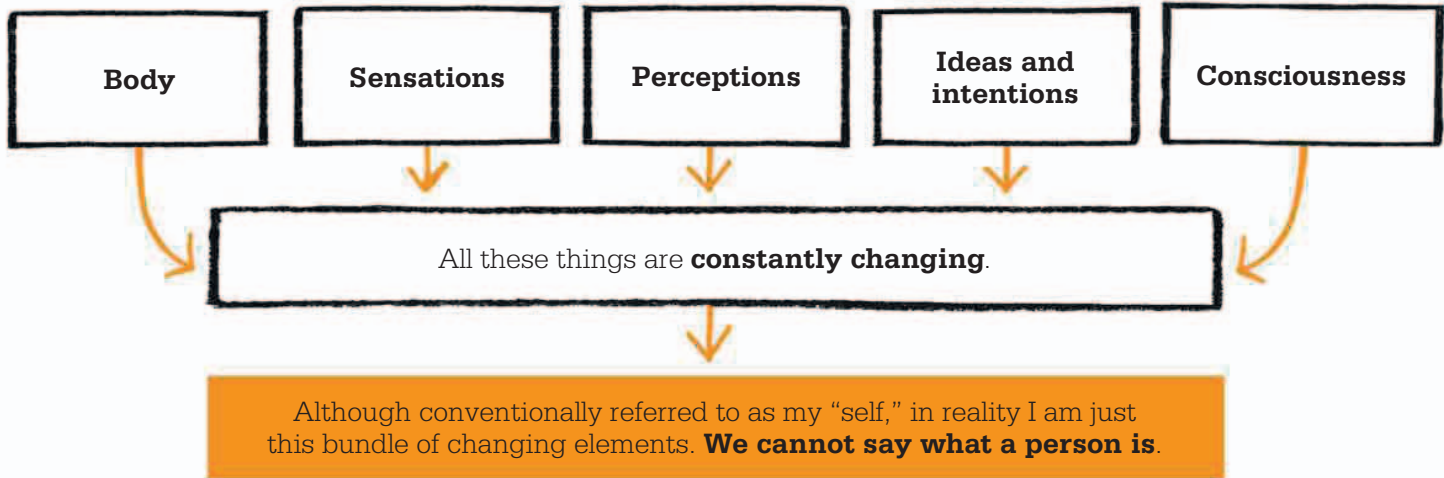 Body
Sensations
Perceptions
Ideas and
intentions
Consciousness
All these things are constantly changing.
Although conventionally referred to as my “self,” in reality I am just
this bundle of changing elements. We cannot say what a person is.